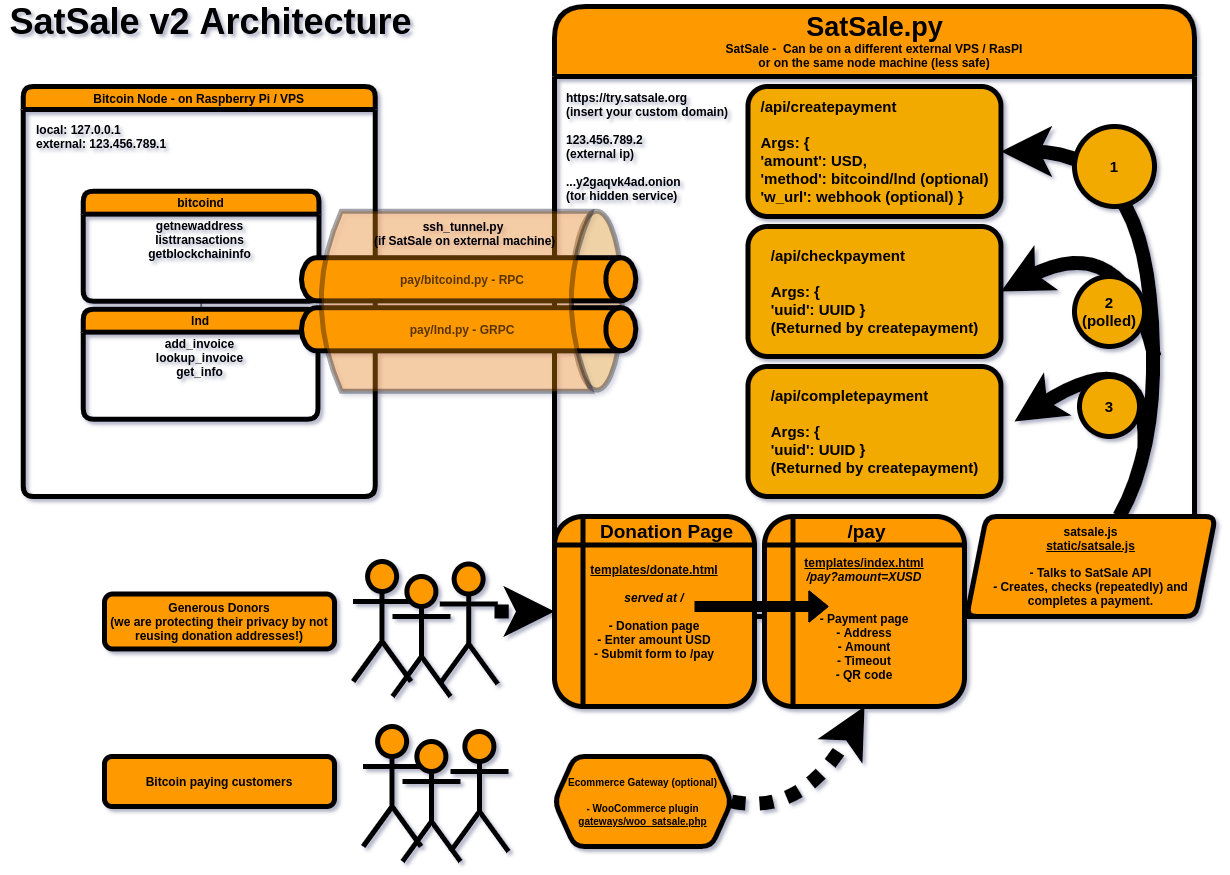 SatSale v2 Architecture
SatSale.py
SatSale - Can be on a different external VPS / RasPI
or on the same node machine (less safe)
Bitcoin Node - on Raspberry Pi / VPS
local: 127.0.0.1
external: 123.456.789.1
bitcoind
getnewaddress
listtransactions
getblockchaininfo
lnd
add_invoice
lookup_invoice
get_info
ssh_tunnel.py
(if SatSale on external machine)
pay/bitcoind.py - RPC
pay/lnd.py - GRPC
https://try.satsale.org
(insert your custom domain)
123.456.789.2
(external ip)
...y2gaqvk4ad.onion
(tor hidden service)
/api/createpayment
Args: {
'amount': USD,
'method': bitcoind/lnd (optional)
'w_url': webhook (optional) }
1
/api/checkpayment
Args: {
'uuid': UUID }
(Returned by createpayment)
2
(polled)
/api/completepayment
Args: {
'uuid': UUID }
(Returned by createpayment)
3
Donation Page
templates/donate.html
served at /
- Donation page
- Enter amount USD
- Submit form to /pay
/pay
templates/index.html
/pay?amount=XUSD
- Payment page
- Address
- Amount
- Timeout
- QR code
satsale.js
static/satsale.js
- Talks to SatSale API
- Creates, checks (repeatedly) and
completes a payment.
Generous Donors
(we are protecting their privacy by not
reusing donation addresses!)
Bitcoin paying customers
Ecommerce Gateway (optional)
- WooCommerce plugin
gateways/woo_satsale.php